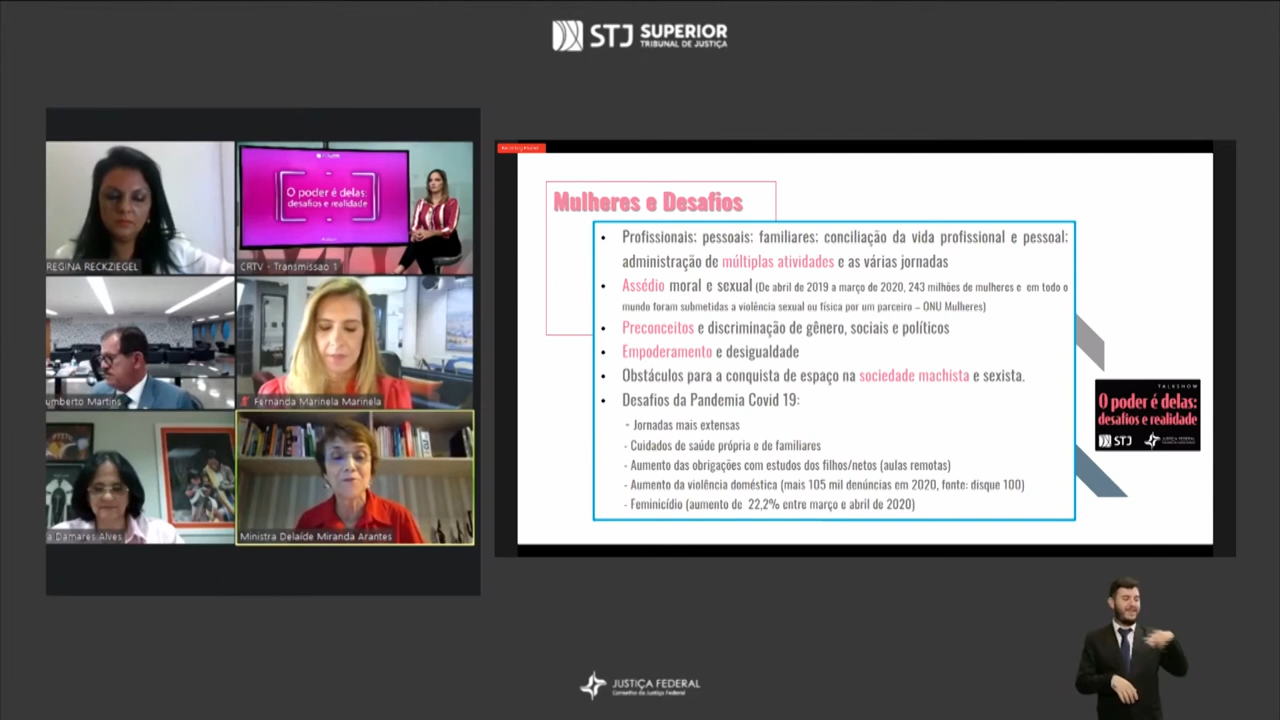 STJ SUPERIOR
TRIBUNAL DE JUSTIÇA
REGINA RECKZIEGEL
O poder é delas:
desafios e realidade
CRTV - Transmissao 1
umberto Martins
Fernanda Marinela Marinela
a Damares Alves
Ministra Delaíde Miranda Arantes
Mulheres e Desafios
• Profissionais; pessoais; familiares; conciliação da vida profissional e pessoal;
administração de múltiplas atividades e as várias jornadas
• Assédio moral e sexual (De abril de 2019 a março de 2020, 243 milhões de mulheres e em todo o
mundo foram submetidas a violência sexual ou física por um parceiro – ONU Mulheres)
• Preconceitos e discriminação de gênero, sociais e políticos
• Empoderamento e desigualdade
• Obstáculos para a conquista de espaço na sociedade machista e sexista.
• Desafios da Pandemia Covid 19:
- Jornadas mais extensas
- Cuidados de saúde própria e de familiares
- Aumento das obrigações com estudos dos filhos/netos (aulas remotas)
- Aumento da violência doméstica (mais 105 mil denúncias em 2020, fonte: disque 100)
- Feminicídio (aumento de 22,2% entre março e abril de 2020)
TALKSHOW
O poder é delas:
desafios e realidade
STJ JUSTIÇA FEDERAL
JUSTIÇA FEDERAL
Conselho da Justiça Federal